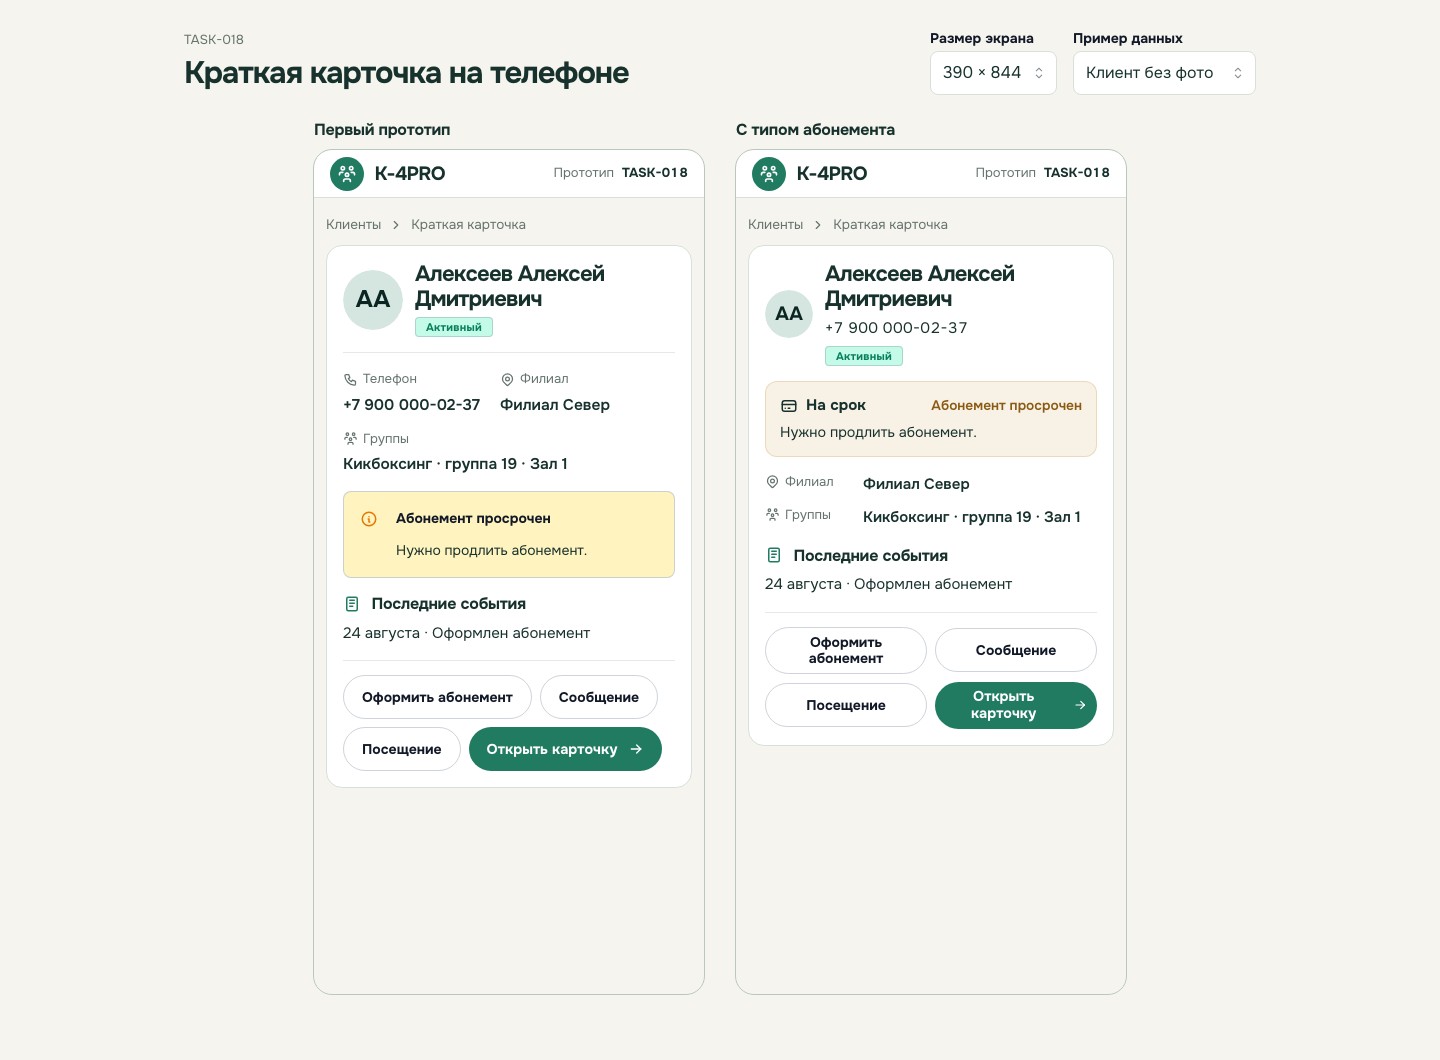 TASK-018
Краткая карточка на телефоне
Размер экрана
390 × 844
Пример данных
Клиент без фото
Первый прототип
K-4PRO
Прототип TASK-018
Клиенты > Краткая карточка
АА
Алексеев Алексей
Дмитриевич
Активный
Телефон
+7 900 000-02-37
Филиал
Филиал Север
Группы
Кикбоксинг · группа 19 · Зал 1
Абонемент просрочен
Нужно продлить абонемент.
Последние события
24 августа · Оформлен абонемент
Оформить абонемент
Сообщение
Посещение
Открыть карточку →
С типом абонемента
K-4PRO
Прототип TASK-018
Клиенты > Краткая карточка
АА
Алексеев Алексей
Дмитриевич
+7 900 000-02-37
Активный
На срок
Абонемент просрочен
Нужно продлить абонемент.
Филиал
Филиал Север
Группы
Кикбоксинг · группа 19 · Зал 1
Последние события
24 августа · Оформлен абонемент
Оформить
абонемент
Сообщение
Посещение
Открыть
карточку →